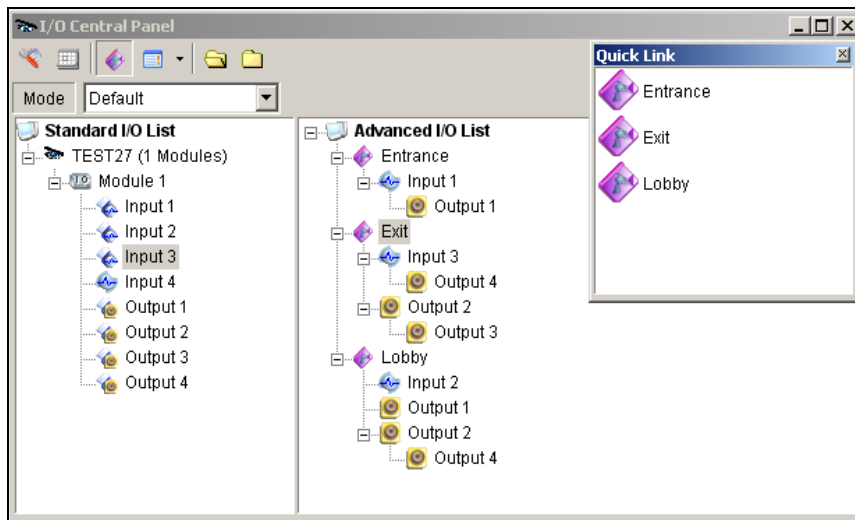 I/O Central Panel
Mode Default
Standard I/O List
TEST27 (1 Modules)
Module 1
Input 1
Input 2
Input 3
Input 4
Output 1
Output 2
Output 3
Output 4
Advanced I/O List
Entrance
Input 1
Output 1
Exit
Input 3
Output 4
Output 2
Output 3
Lobby
Input 2
Output 1
Output 2
Output 4
Quick Link
Entrance
Exit
Lobby